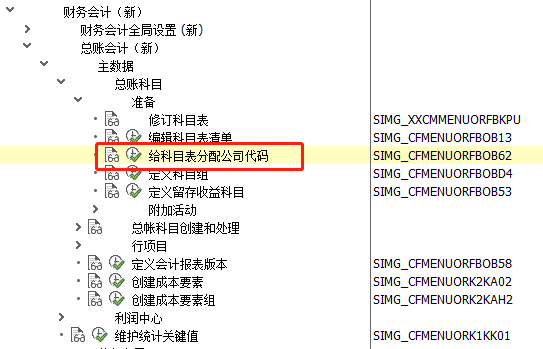 财务会计（新）
财务会计全局设置（新）
总账会计（新）
主数据
总账科目
准备
修订科目表 SIMG_XXCMMENUORFBKPU
编辑科目表清单 SIMG_CFMENUORFBOB13
给科目表分配公司代码 SIMG_CFMENUORFBOB62
定义科目组 SIMG_CFMENUORFBOBD4
定义留存收益科目 SIMG_CFMENUORFBOB53
附加活动
总帐科目创建和处理
行项目
定义会计报表版本 SIMG_CFMENUORFBOB58
创建成本要素 SIMG_CFMENUORK2KA02
创建成本要素组 SIMG_CFMENUORK2KAH2
利润中心
维护统计关键值 SIMG_CFMENUORK1KK01